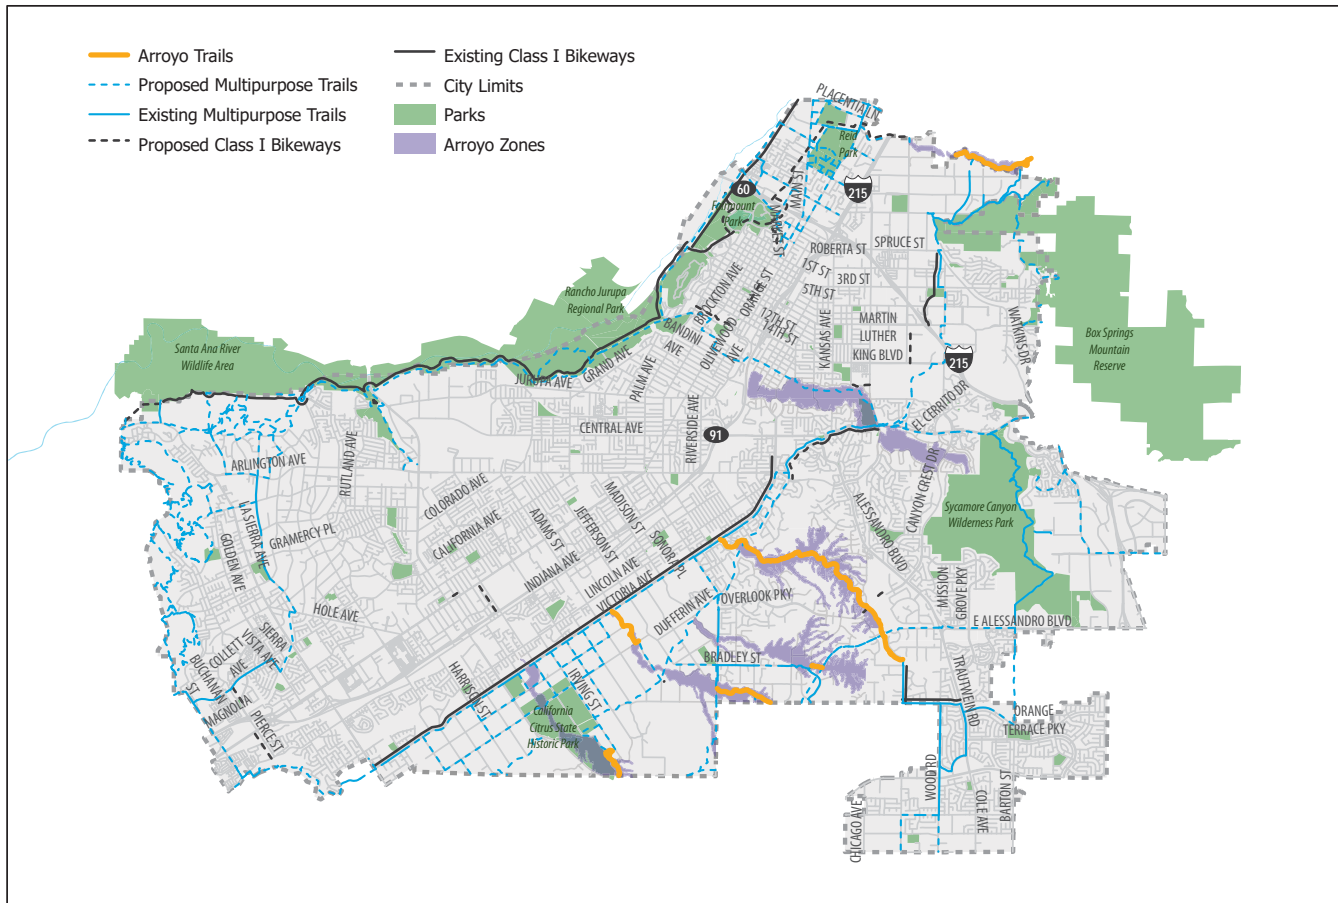 Arroyo Trails
Proposed Multipurpose Trails
Existing Multipurpose Trails
Proposed Class I Bikeways
Existing Class I Bikeways
City Limits
Parks
Arroyo Zones
PLACENTIA LN
Reid
Park
60
215
MAIN ST
MARKET ST
Fairmount
Park
ROBERTA ST
SPRUCE ST
1ST ST
3RD ST
5TH ST
BROCKTON AVE
ORANGE ST
12TH ST
14TH ST
OLIVEWOOD
AVE
BANDINI
AVE
KANSAS AVE
MARTIN
LUTHER
KING BLVD
WATKINS DR
215
Box Springs
Mountain
Reserve
Rancho Jurupa
Regional Park
Santa Ana River
Wildlife Area
JURUPA AVE
GRAND AVE
PALM AVE
RIVERSIDE AVE
CENTRAL AVE
91
EL CERRITO DR
CANYON CREST DR
ALESSANDRO BLVD
Sycamore Canyon
Wilderness Park
ARLINGTON AVE
RUTLAND AVE
LA SIERRA AVE
GOLDEN AVE
GRAMERCY PL
COLORADO AVE
CALIFORNIA AVE
ADAMS ST
JEFFERSON ST
MADISON ST
SONORA PL
INDIANA AVE
LINCOLN AVE
VICTORIA AVE
DUFFERIN AVE
OVERLOOK PKY
MISSION
GROVE PKY
E ALESSANDRO BLVD
HOLE AVE
SIERRA
VISTA AVE
COLLETT
AVE
BUCHANAN
ST
MAGNOLIA
PIERCE ST
HARRISON ST
IRVING ST
BRADLEY ST
California
Citrus State
Historic Park
TRAUTWEIN RD
ORANGE
TERRACE PKY
WOOD RD
CHICAGO AVE
COLE AVE
BARTON ST